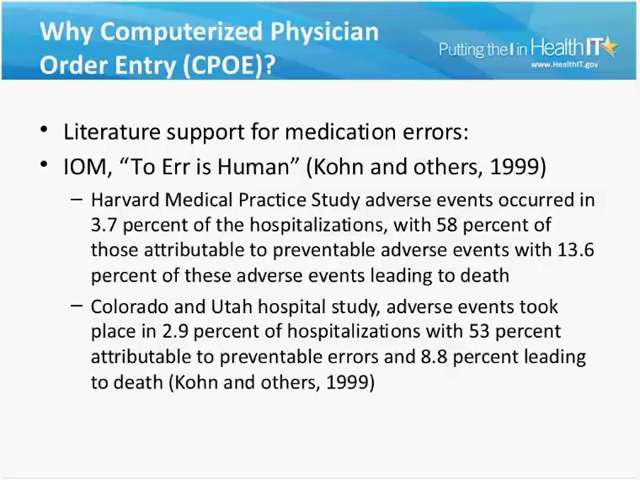 Why Computerized Physician
Order Entry (CPOE)?
Putting the I in Health IT
www.HealthIT.gov
• Literature support for medication errors:
• IOM, “To Err is Human” (Kohn and others, 1999)
– Harvard Medical Practice Study adverse events occurred in
3.7 percent of the hospitalizations, with 58 percent of
those attributable to preventable adverse events with 13.6
percent of these adverse events leading to death
– Colorado and Utah hospital study, adverse events took
place in 2.9 percent of hospitalizations with 53 percent
attributable to preventable errors and 8.8 percent leading
to death (Kohn and others, 1999)